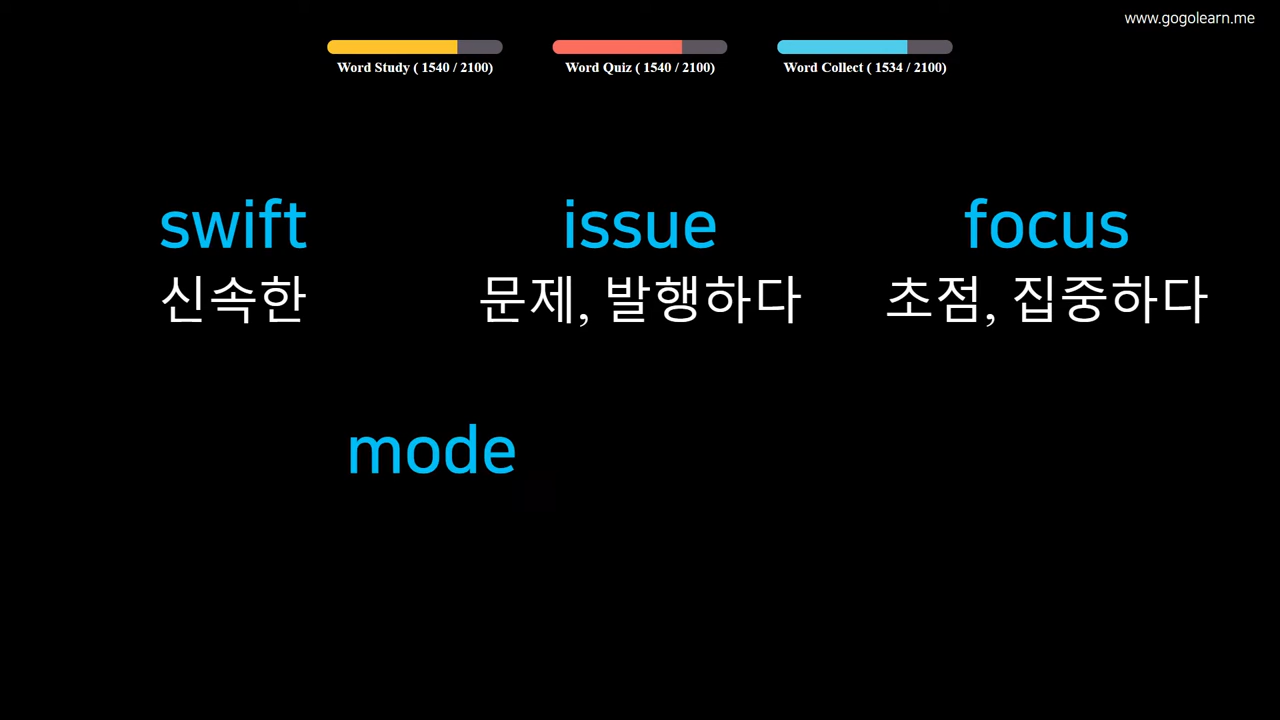 www.gogolearn.me
Word Study ( 1540 / 2100)
Word Quiz ( 1540 / 2100)
Word Collect ( 1534 / 2100)
swift
신속한
issue
문제, 발행하다
focus
초점, 집중하다
mode